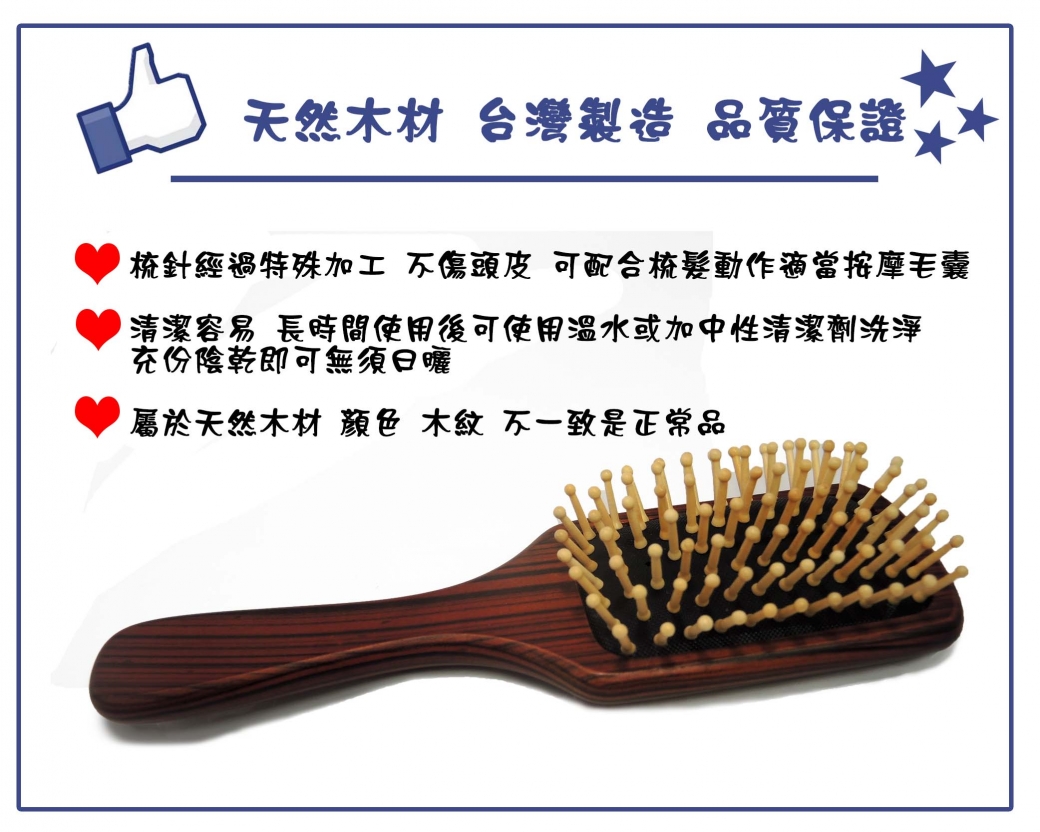 天然木材 台灣製造 品質保證
梳針經過特殊加工 不傷頭皮 可配合梳髮動作適當按摩毛囊
清潔容易 長時間使用後可使用溫水或加中性清潔劑洗淨
充份陰乾即可無須日曬
屬於天然木材 顏色 木紋 不一致是正常品